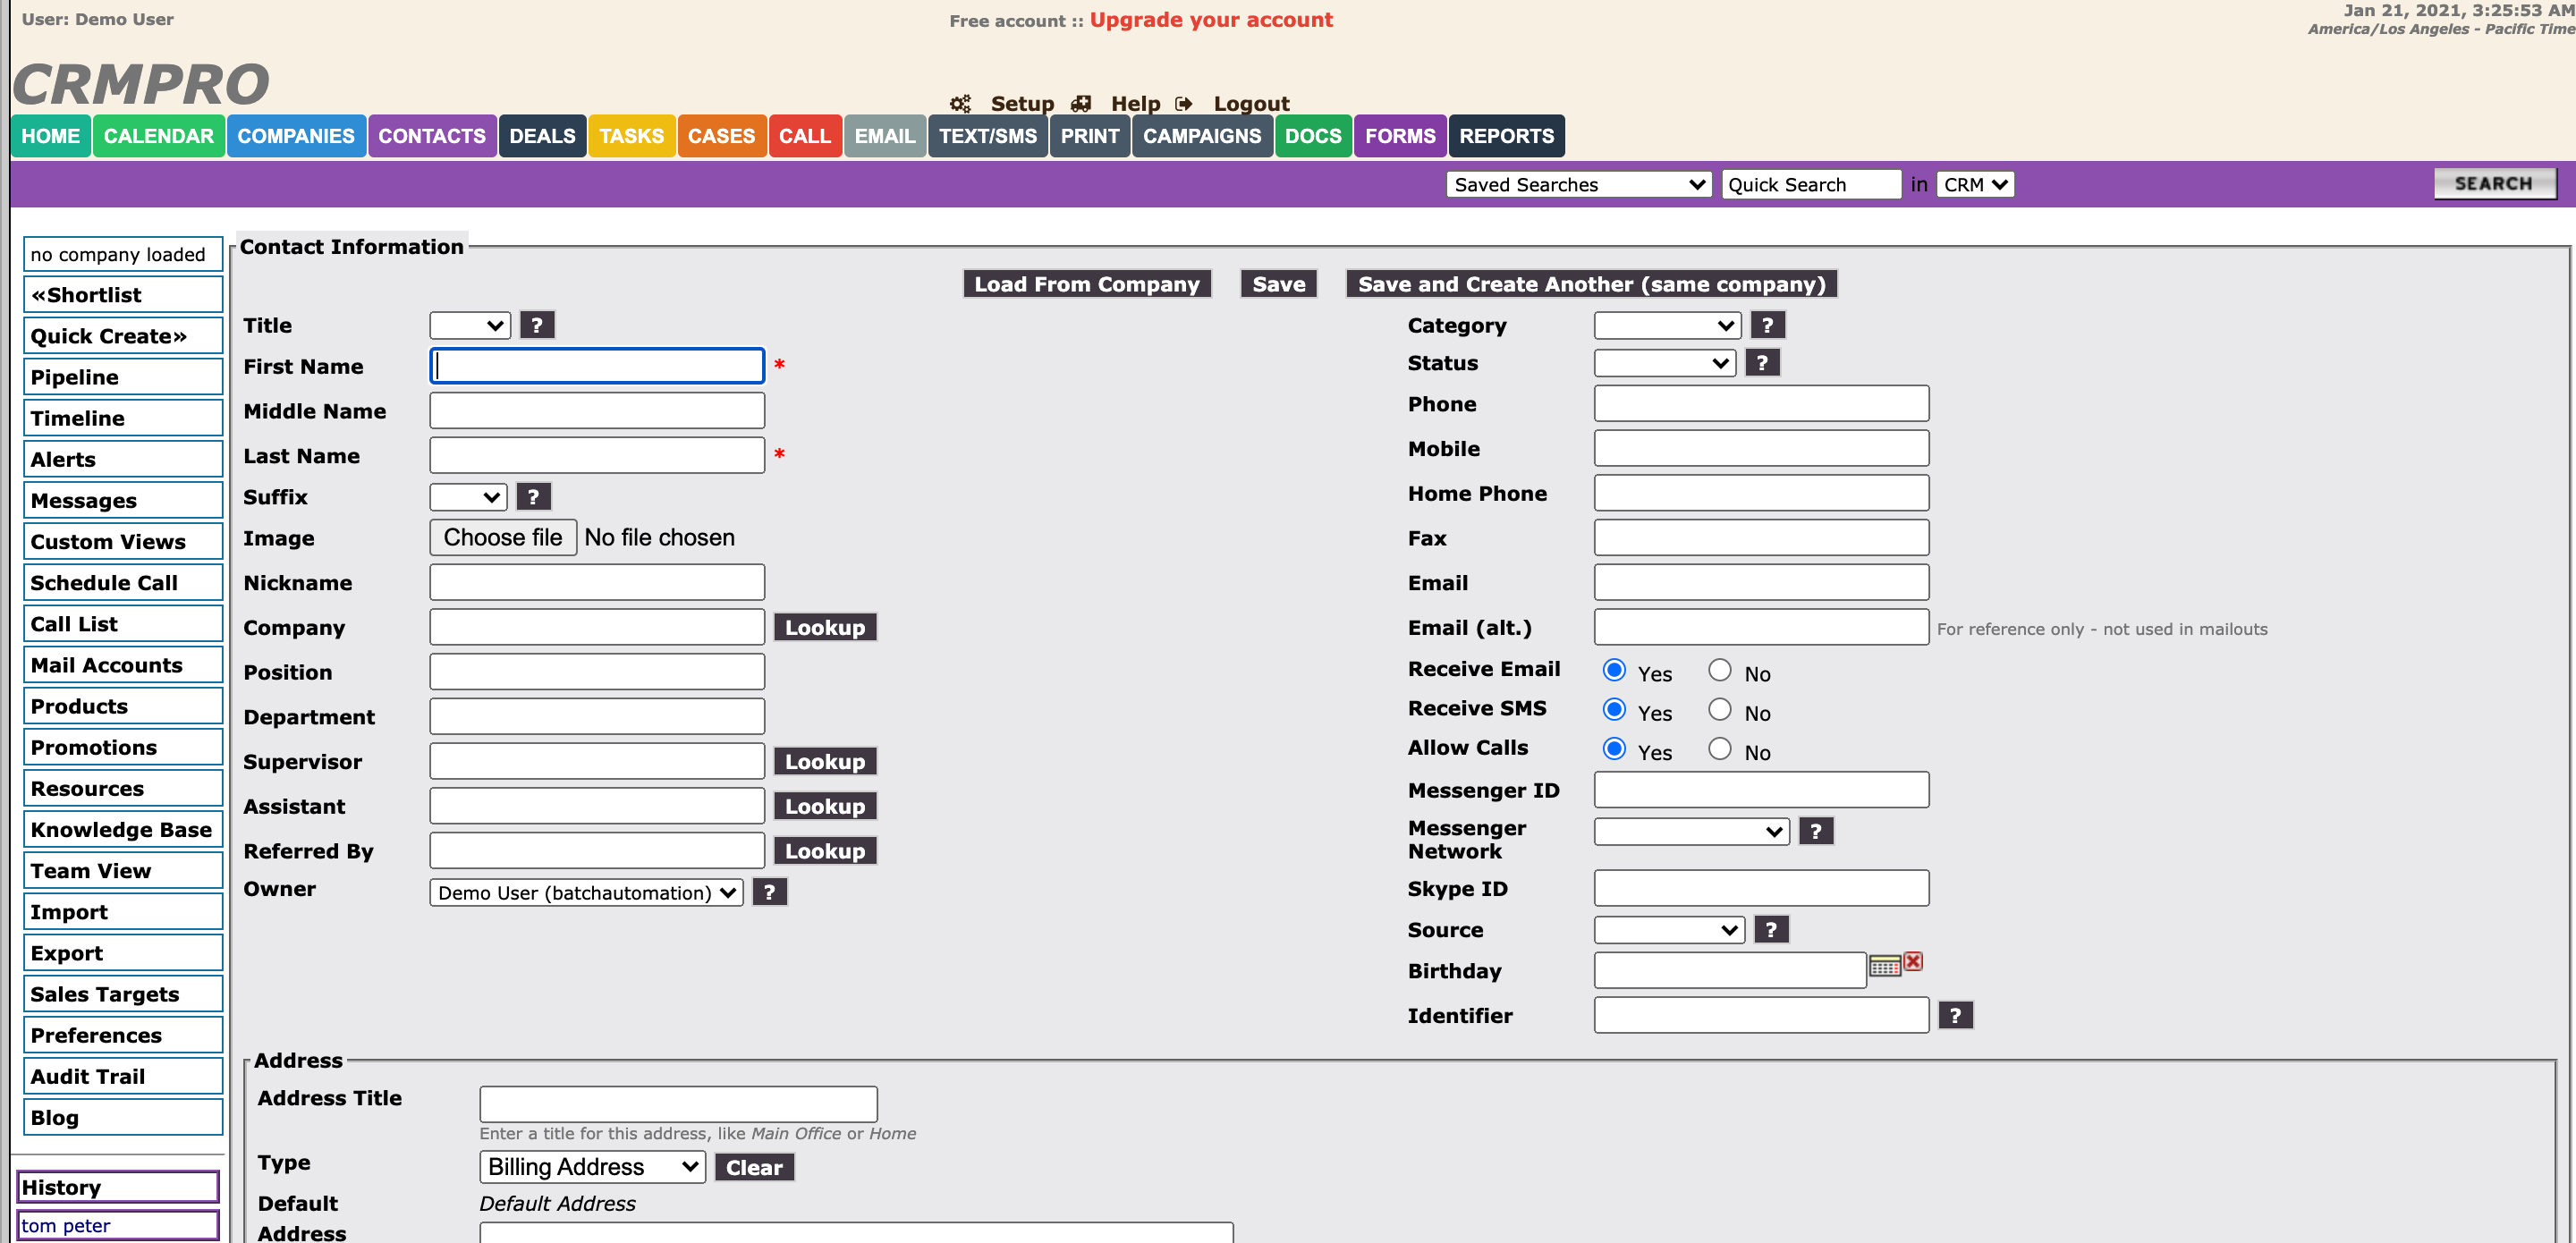 User: Demo User
Free account :: Upgrade your account
Jan 21, 2021, 3:25:53 AM
America/Los Angeles - Pacific Time
CRMPRO
Setup Help Logout
HOME CALENDAR COMPANIES CONTACTS DEALS TASKS CASES CALL EMAIL TEXT/SMS PRINT CAMPAIGNS DOCS FORMS REPORTS
Saved Searches Quick Search in CRM SEARCH
no company loaded
«Shortlist
Quick Create»
Pipeline
Timeline
Alerts
Messages
Custom Views
Schedule Call
Call List
Mail Accounts
Products
Promotions
Resources
Knowledge Base
Team View
Import
Export
Sales Targets
Preferences
Audit Trail
Blog
History
tom peter
Contact Information
Load From Company Save Save and Create Another (same company)
Title ?
First Name *
Middle Name
Last Name *
Suffix ?
Image Choose file No file chosen
Nickname
Company Lookup
Position
Department
Supervisor Lookup
Assistant Lookup
Referred By Lookup
Owner Demo User (batchautomation) ?
Category ?
Status ?
Phone
Mobile
Home Phone
Fax
Email
Email (alt.) For reference only - not used in mailouts
Receive Email Yes No
Receive SMS Yes No
Allow Calls Yes No
Messenger ID
Messenger
Network ?
Skype ID
Source ?
Birthday
Identifier ?
Address
Address Title
Enter a title for this address, like Main Office or Home
Type Billing Address Clear
Default Default Address
Address